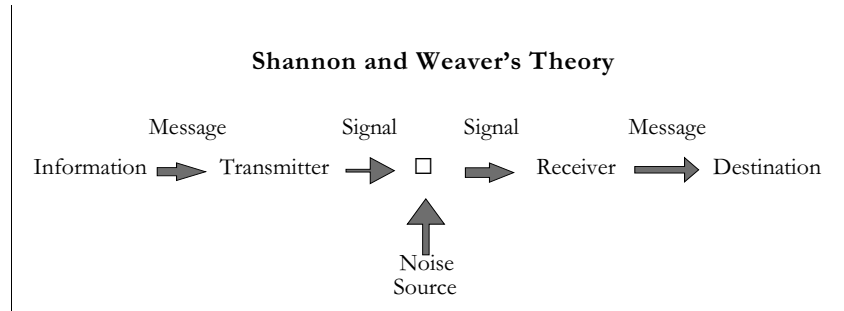 Shannon and Weaver's Theory
Message Signal Signal Message
Information Transmitter Receiver Destination
Noise
Source